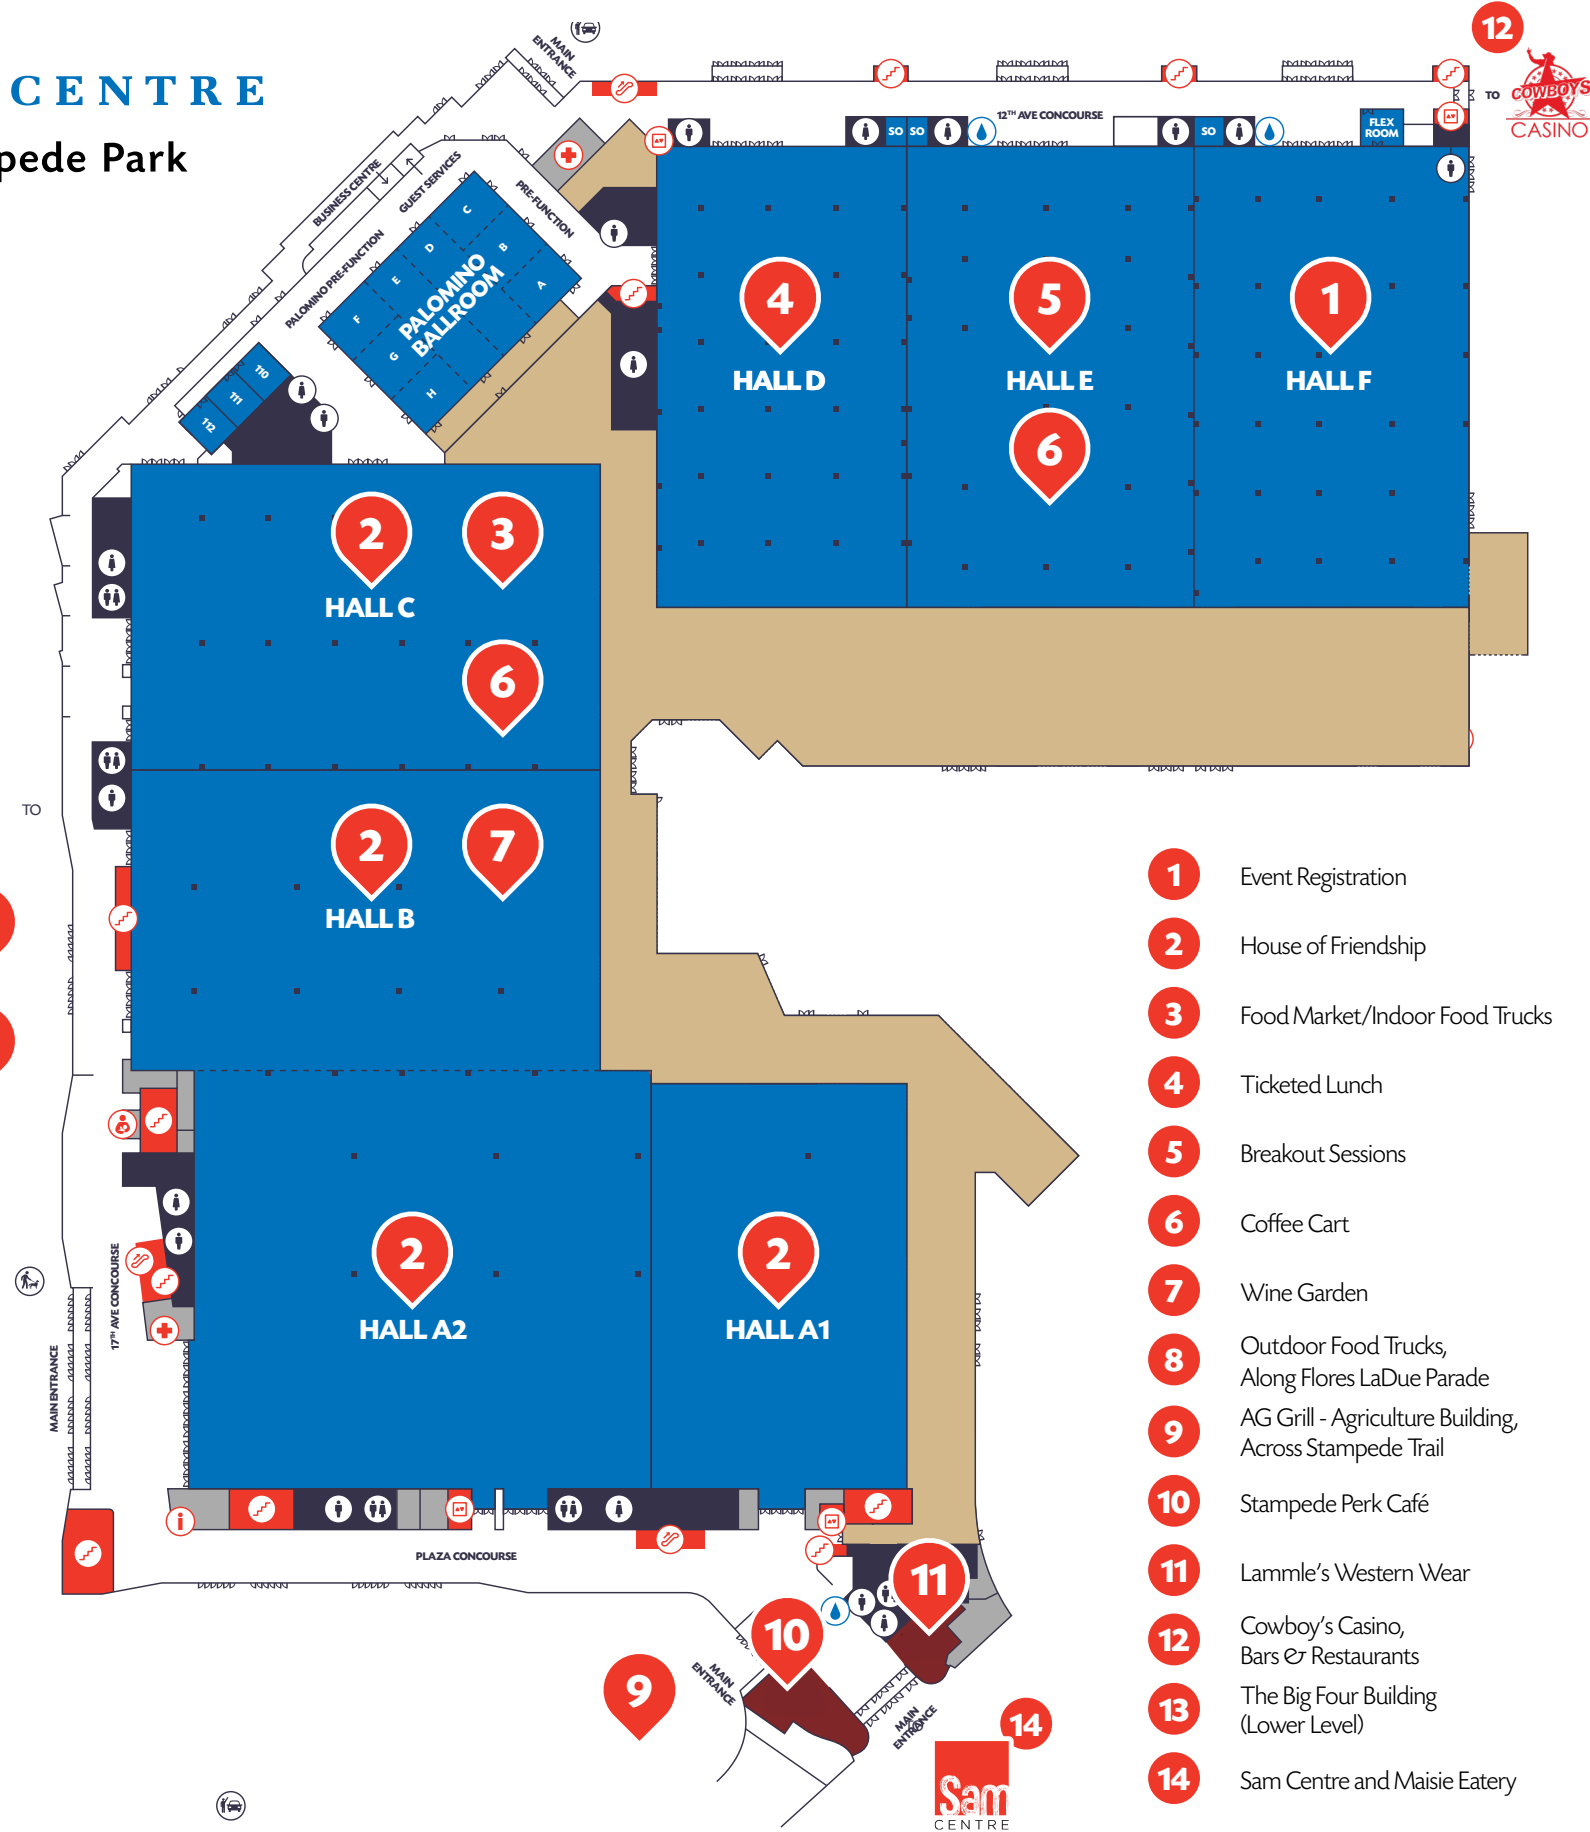 CENTRE
pede Park
MAIN
ENTRANCE
12
TO
COWBOYS
CASINO
12TH AVE CONCOURSE
SO
SO
SO
FLEX
ROOM
BUSINESS CENTRE
GUEST SERVICES
PRE-FUNCTION
PALOMINO PRE-FUNCTION
C
B
A
D
E
F
G
H
PALOMINO
BALLROOM
110
111
112
4
HALL D
5
HALL E
6
1
HALL F
2
3
HALL C
6
2
7
HALL B
TO
2
HALL A2
2
HALL A1
17TH AVE CONCOURSE
MAIN ENTRANCE
PLAZA CONCOURSE
i
11
10
9
MAIN
ENTRANCE
MAIN
ENTRANCE
14
Sam
CENTRE
1 Event Registration
2 House of Friendship
3 Food Market/Indoor Food Trucks
4 Ticketed Lunch
5 Breakout Sessions
6 Coffee Cart
7 Wine Garden
8 Outdoor Food Trucks,
Along Flores LaDue Parade
9 AG Grill - Agriculture Building,
Across Stampede Trail
10 Stampede Perk Café
11 Lammle's Western Wear
12 Cowboy's Casino,
Bars & Restaurants
13 The Big Four Building
(Lower Level)
14 Sam Centre and Maisie Eatery